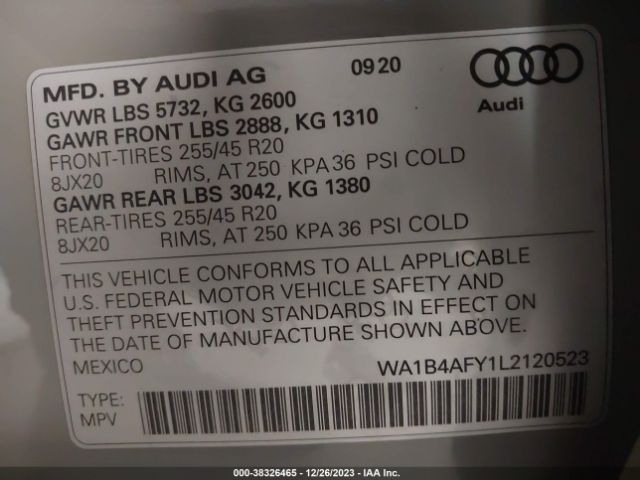 MFD. BY AUDI AG 0920
Audi
GVWR LBS 5732, KG 2600
GAWR FRONT LBS 2888, KG 1310
FRONT-TIRES 255/45 R20
8JX20 RIMS, AT 250 KPA 36 PSI COLD
GAWR REAR LBS 3042, KG 1380
REAR-TIRES 255/45 R20
8JX20 RIMS, AT 250 KPA 36 PSI COLD
THIS VEHICLE CONFORMS TO ALL APPLICABLE
U.S. FEDERAL MOTOR VEHICLE SAFETY AND
THEFT PREVENTION STANDARDS IN EFFECT ON
THE DATE OF MANUFACTURE SHOWN ABOVE.
MEXICO WA1B4AFY1L2120523
TYPE:
MPV
000-38326465 - 12/26/2023 - IAA Inc.